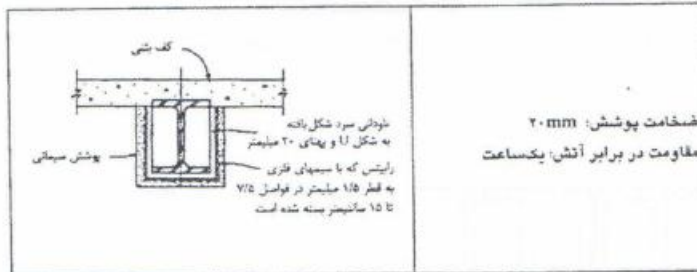 ضخامت پوشش: ۲۰mm
مقاومت در برابر آتش: یکساعت
کف بتنی
پوشش سیمانی
ناودانی سرد شکل‌یافته
به شکل U و پهنای ۲۰ میلیمتر
رابیتس که با سیمهای فلزی
به قطر ۱/۵ میلیمتر در فواصل ۷/۵
تا ۱۵ سانتیمتر بسته شده است